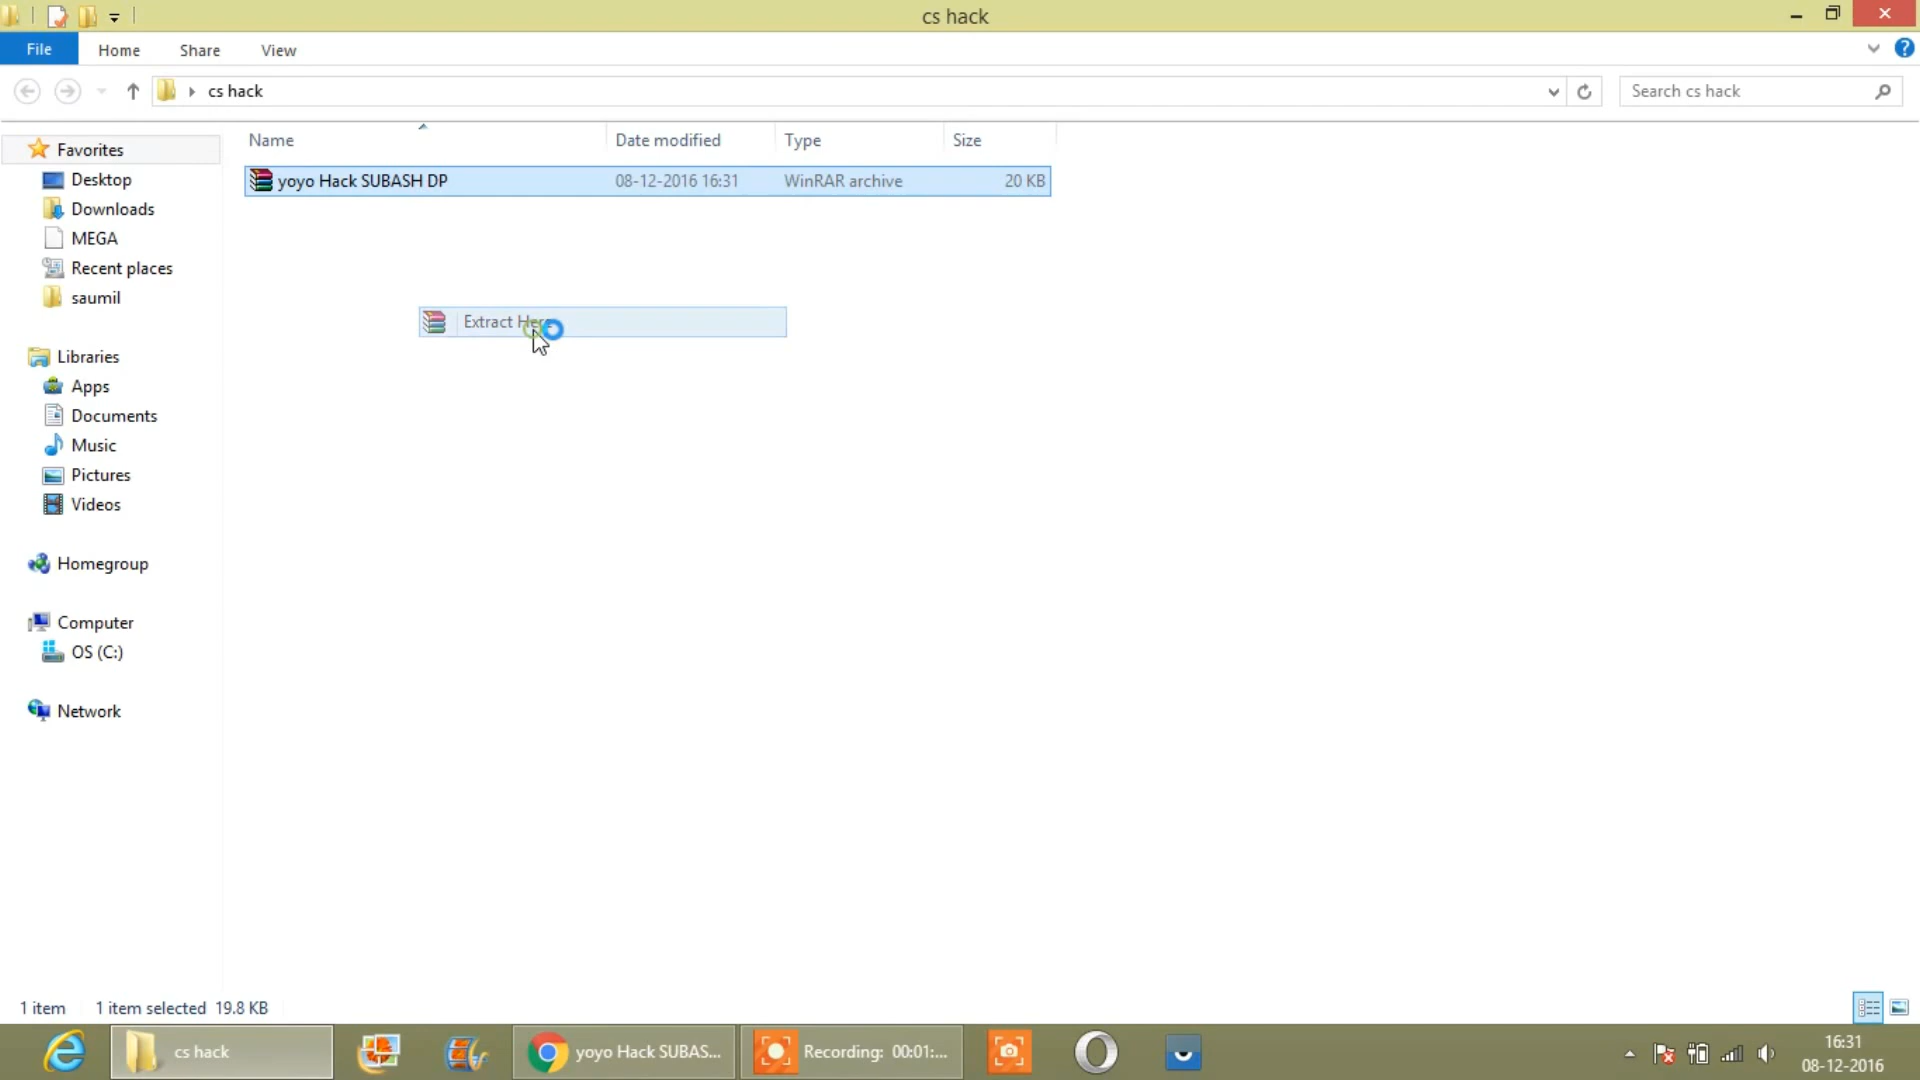 cs hack
File Home Share View
cs hack
Search cs hack
Name Date modified Type Size
yoyo Hack SUBASH DP 08-12-2016 16:31 WinRAR archive 20 KB
Favorites
Desktop
Downloads
MEGA
Recent places
saumil
Extract Here
Libraries
Apps
Documents
Music
Pictures
Videos
Homegroup
Computer
OS (C:)
Network
1 item 1 item selected 19.8 KB
cs hack
yoyo Hack SUBAS...
Recording: 00:01:...
16:31
08-12-2016